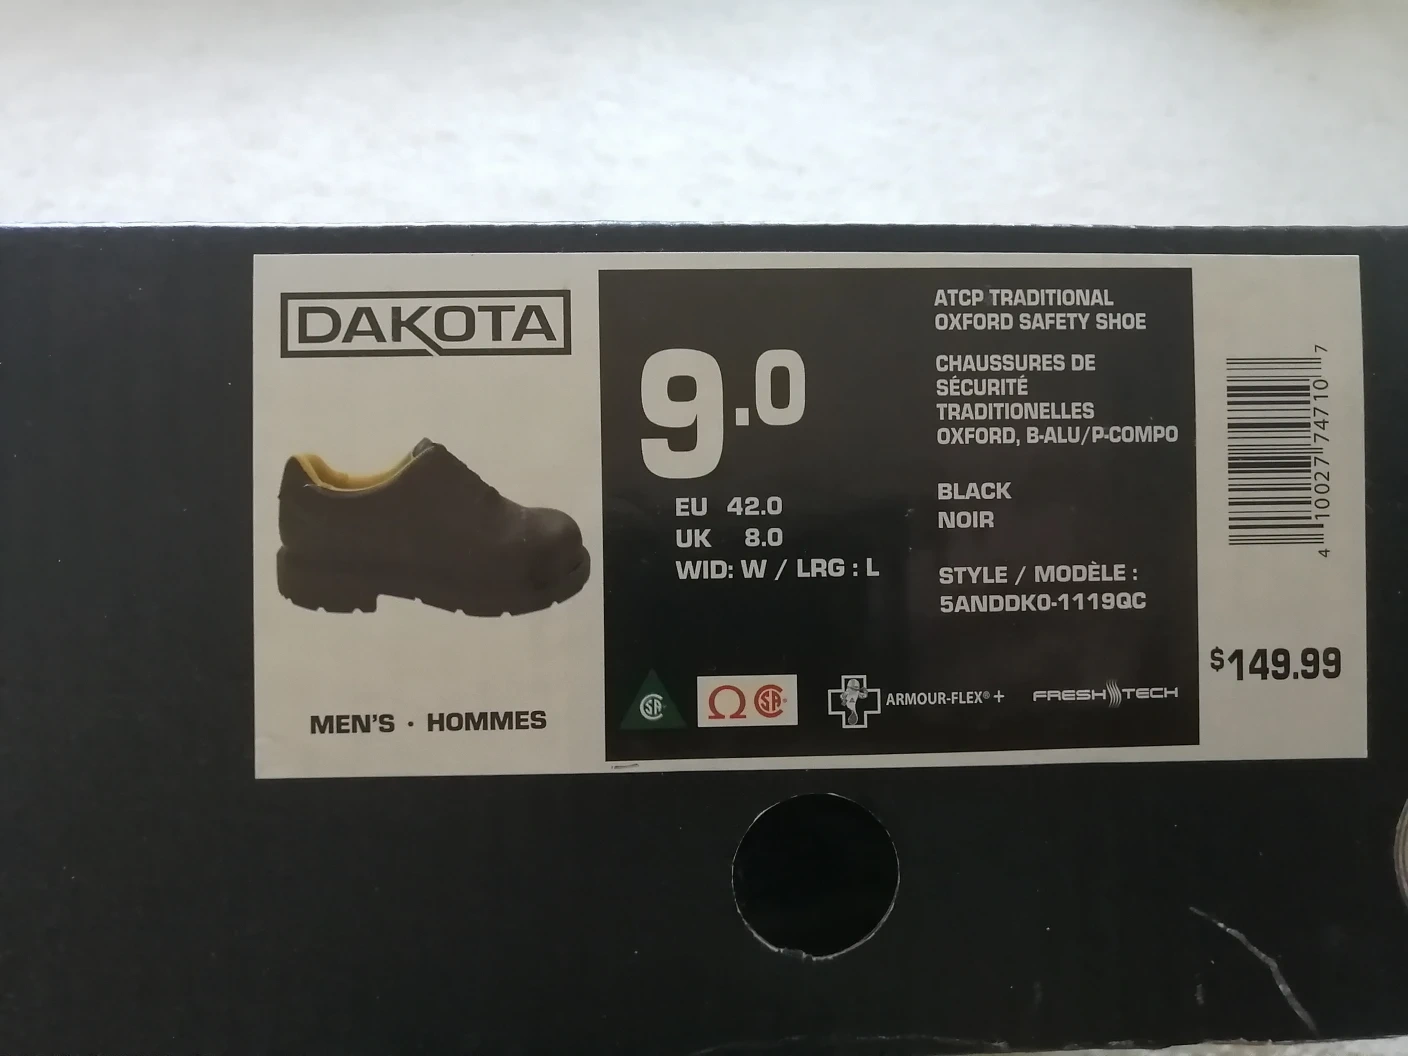 DAKOTA
MEN'S · HOMMES
9.0
EU 42.0
UK 8.0
WID: W / LRG : L
ATCP TRADITIONAL
OXFORD SAFETY SHOE
CHAUSSURES DE
SÉCURITÉ
TRADITIONELLES
OXFORD, B-ALU/P-COMPO
BLACK
NOIR
STYLE / MODÈLE :
5ANDDK0-1119QC
CSA
Ω CSA
ARMOUR-FLEX® +
FRESH TECH
4 10027 74710 7
$149.99